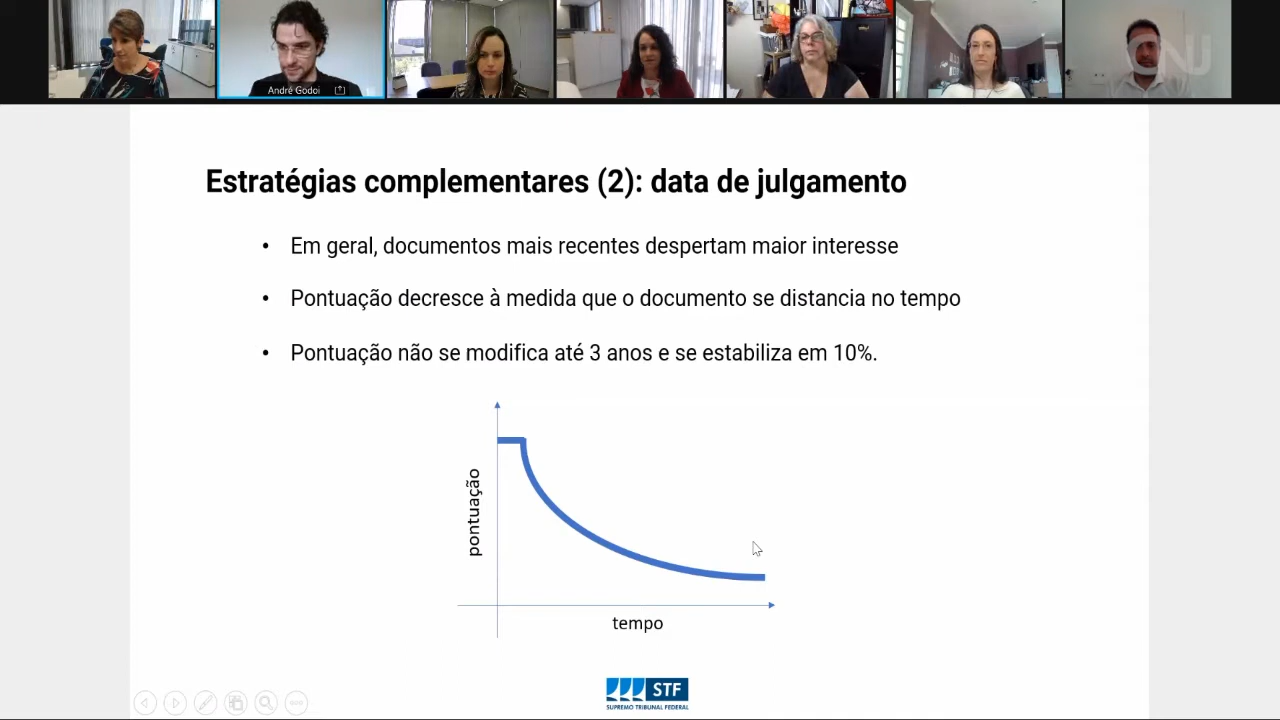 André Godoi
Estratégias complementares (2): data de julgamento
• Em geral, documentos mais recentes despertam maior interesse
• Pontuação decresce à medida que o documento se distancia no tempo
• Pontuação não se modifica até 3 anos e se estabiliza em 10%.
pontuação
tempo
STF
SUPREMO TRIBUNAL FEDERAL